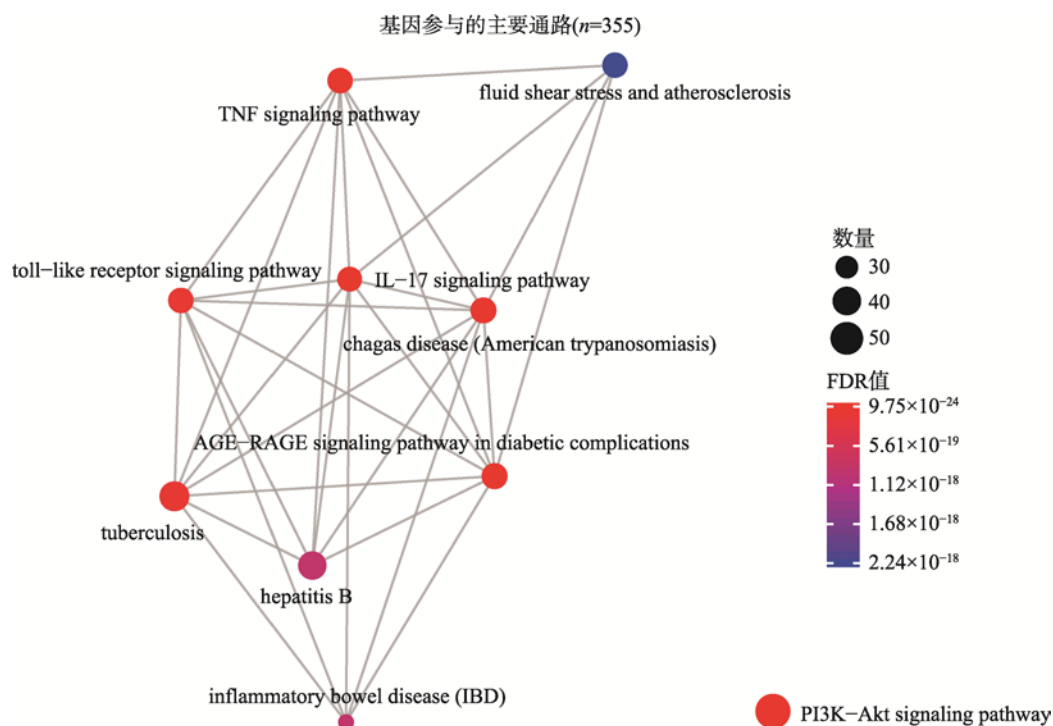 基因参与的主要通路(n=355)
fluid shear stress and atherosclerosis
TNF signaling pathway
toll−like receptor signaling pathway
IL−17 signaling pathway
chagas disease (American trypanosomiasis)
AGE−RAGE signaling pathway in diabetic complications
tuberculosis
hepatitis B
inflammatory bowel disease (IBD)
数量
30
40
50
FDR值
9.75×10⁻²⁴
5.61×10⁻¹⁹
1.12×10⁻¹⁸
1.68×10⁻¹⁸
2.24×10⁻¹⁸
PI3K−Akt signaling pathway